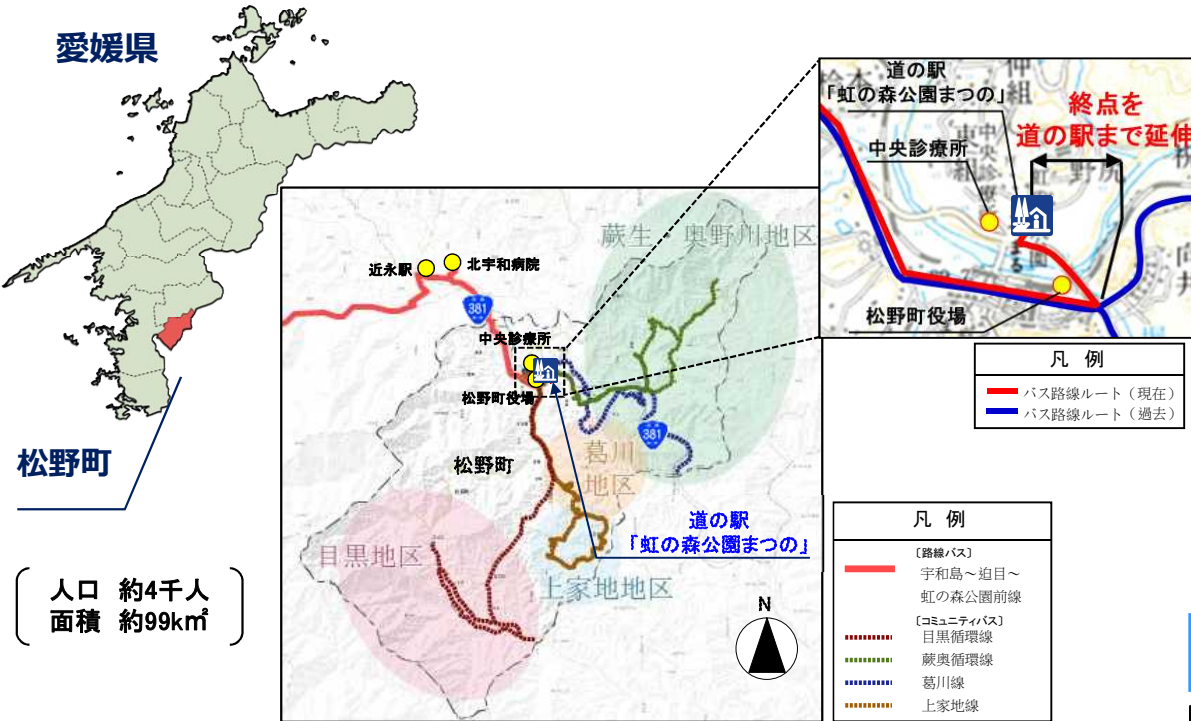 愛媛県
松野町
人口 約4千人
面積 約99k㎡
近永駅
北宇和病院
381
中央診療所
松野町役場
蕨生・奥野川地区
381
松野町
葛川
地区
目黒地区
上家地地区
道の駅
「虹の森公園まつの」
N
道の駅
「虹の森公園まつの」
中央診療所
終点を
道の駅まで延伸
松野町役場
凡 例
バス路線ルート（現在）
バス路線ルート（過去）
凡 例
〔路線バス〕
宇和島～迫目～
虹の森公園前線
〔コミュニティバス〕
目黒循環線
蕨奥循環線
葛川線
上家地線